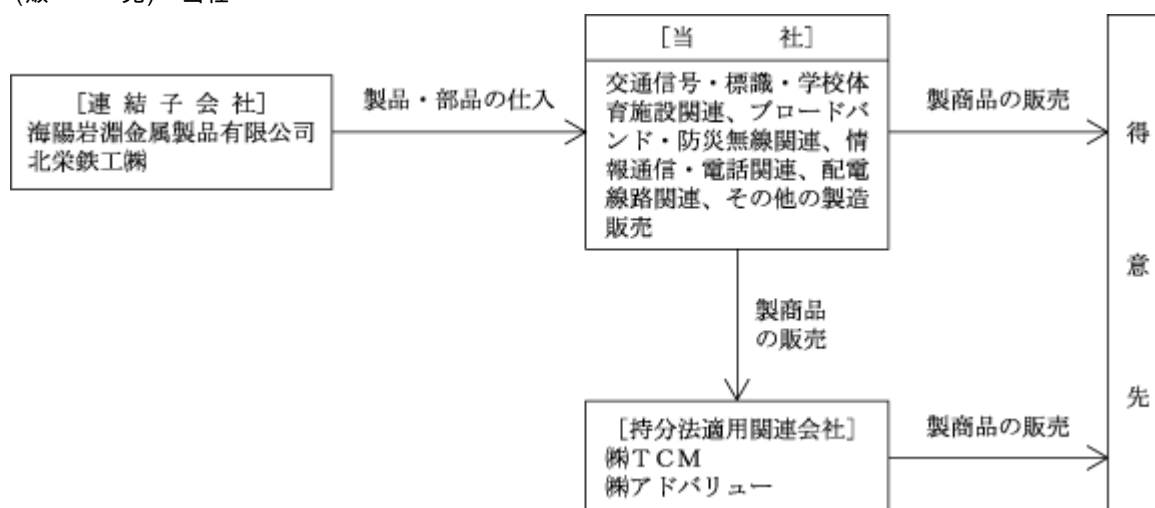 [当　　社]
[連結子会社]
海陽岩淵金属製品有限公司
北栄鉄工㈱
製品・部品の仕入
交通信号・標識・学校体
育施設関連、ブロードバ
ンド・防災無線関連、情
報通信・電話関連、配電
線路関連、その他の製造
販売
製商品の販売
得意先
製商品
の販売
[持分法適用関連会社]
㈱ＴＣＭ
㈱アドバリュー
製商品の販売